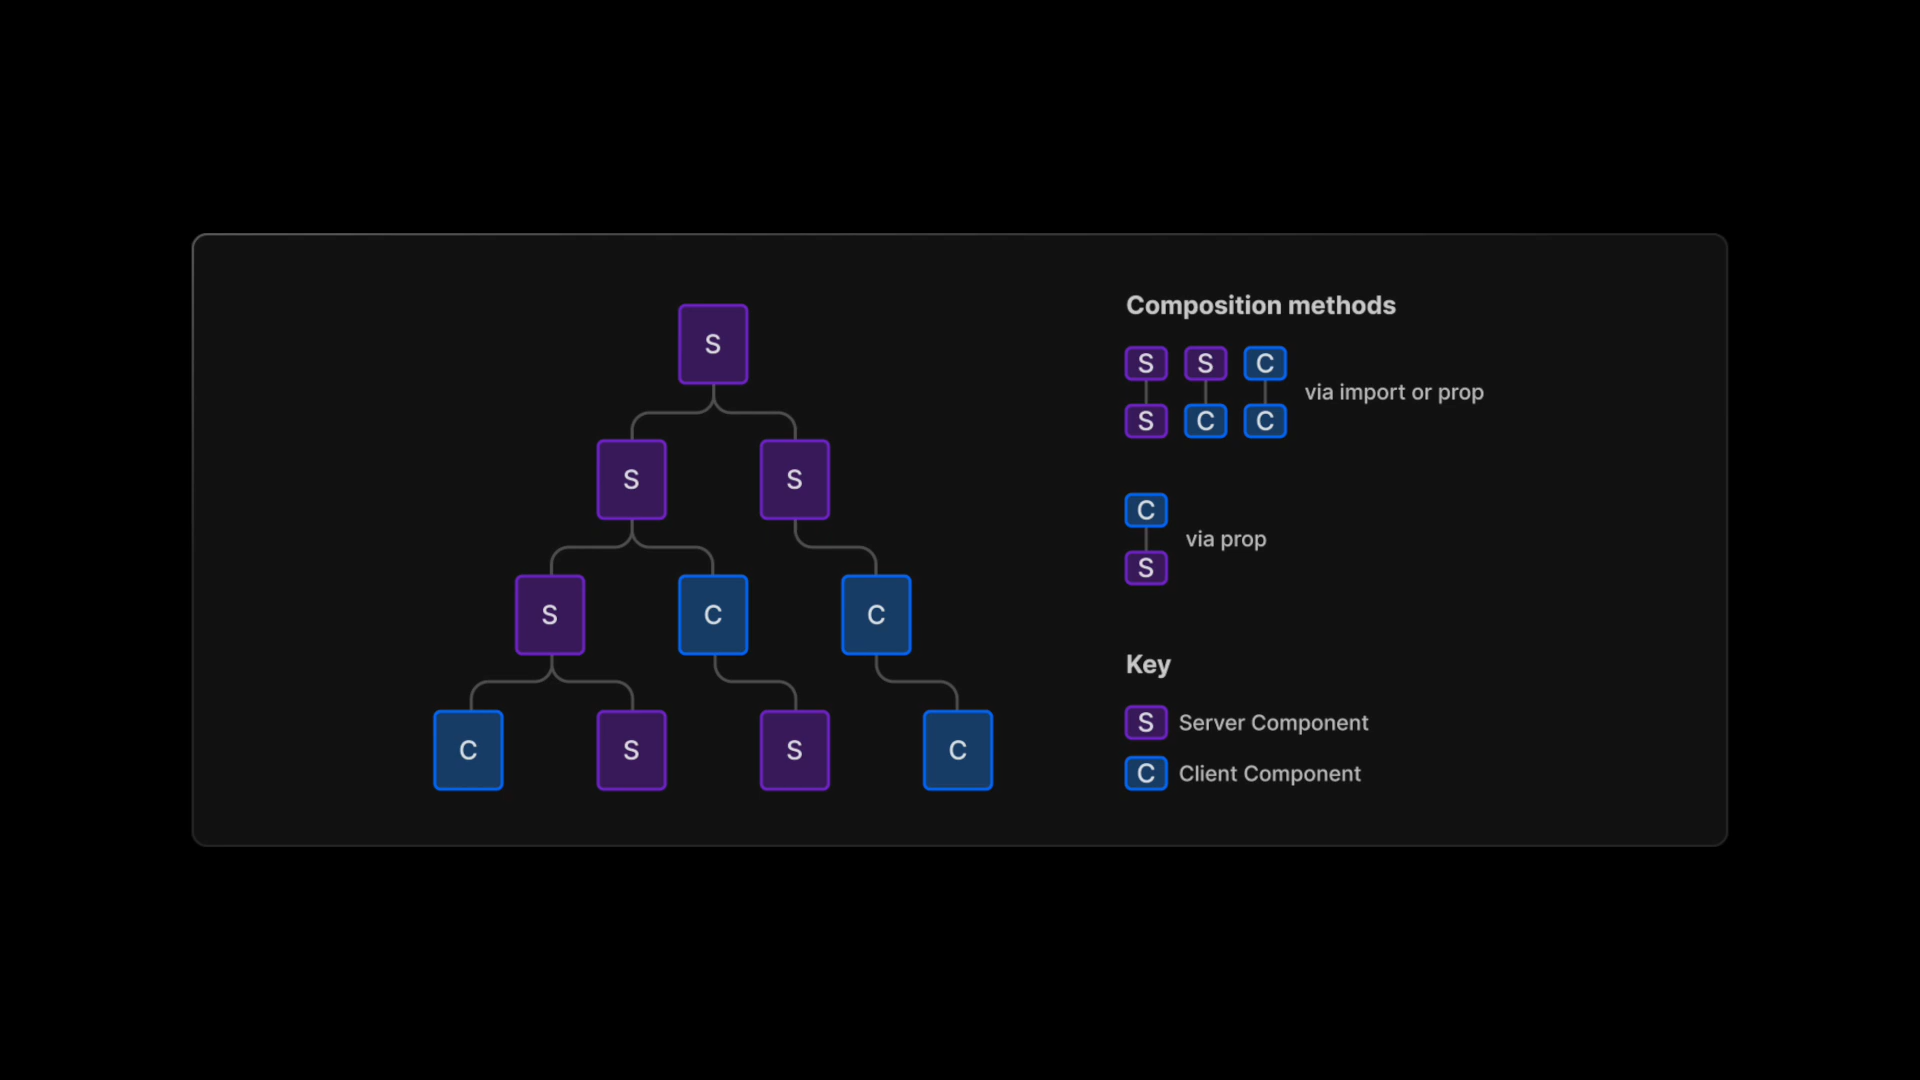 S
S S
S C C
C S S C
Composition methods
S S C
S C C
via import or prop
C
S
via prop
Key
S Server Component
C Client Component